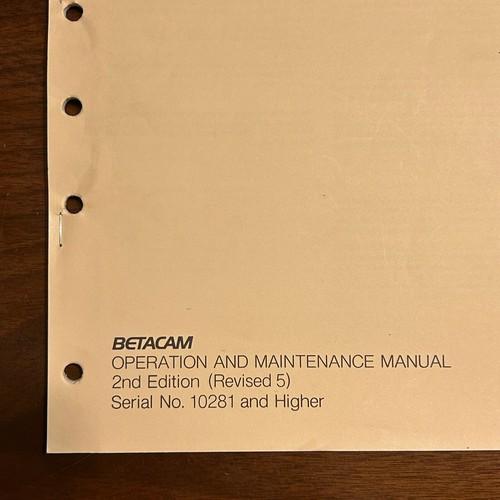 BETACAM
OPERATION AND MAINTENANCE MANUAL
2nd Edition (Revised 5)
Serial No. 10281 and Higher